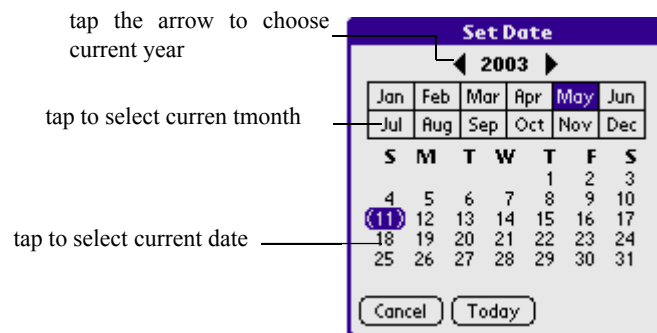 tap the arrow to choose
current year
tap to select curren tmonth
tap to select current date
Set Date
2003
Jan Feb Mar Apr May Jun
Jul Aug Sep Oct Nov Dec
S M T W T F S
1 2 3
4 5 6 7 8 9 10
11 12 13 14 15 16 17
18 19 20 21 22 23 24
25 26 27 28 29 30 31
Cancel Today